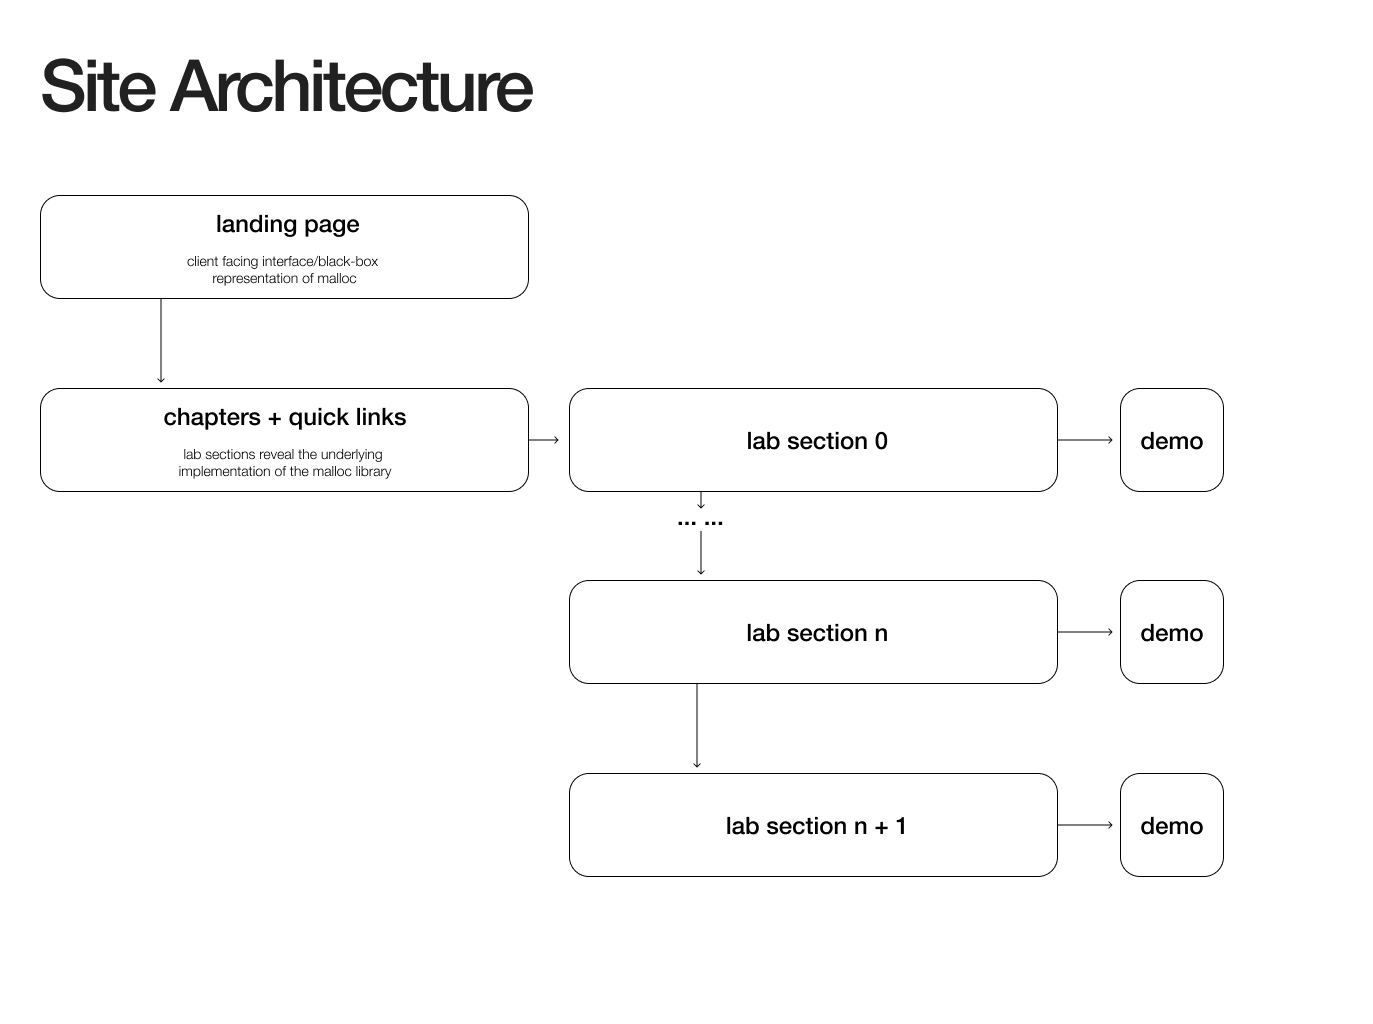 Site Architecture
landing page
client facing interface/black-box
representation of malloc
chapters + quick links
lab sections reveal the underlying
implementation of the malloc library
lab section 0
demo
... ...
lab section n
demo
lab section n + 1
demo